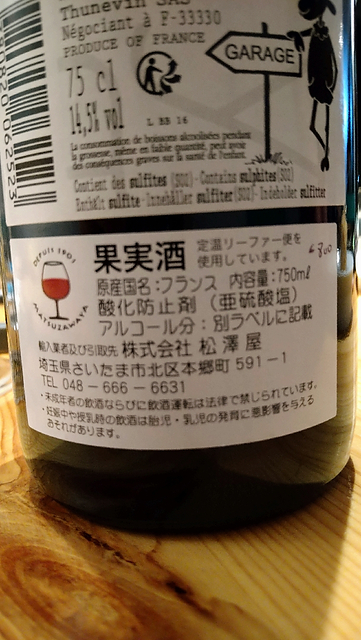 Thunevin SAS
Négociant à F-33330
PRODUCE OF FRANCE
GARAGE
75 cl
14,5% vol
L BB 16
La consommation de boissons alcoolisées pendant la
grossesse, même en faible quantité, peut avoir
des conséquences graves sur la santé de l'enfant.
Contient des sulfites (SO2)-Contains sulphites(SO2)
Enthält sulfite-Innehåller sulfiter(SO2)-Indeholder sulfitter
DEPUIS 1901
MATSUZAWAYA
果実酒 定温リーファー便を
使用しています。
原産国名:フランス 内容量:750㎖
酸化防止剤(亜硫酸塩)
アルコール分:別ラベルに記載
輸入業者及び引取先 株式会社 松澤屋
埼玉県さいたま市北区本郷町591-1
TEL 048-666-6631
・未成年者の飲酒ならびに飲酒運転は法律で禁じられています。
・妊娠中や授乳時の飲酒は胎児・乳児の発育に悪影響を与える
おそれがあります。